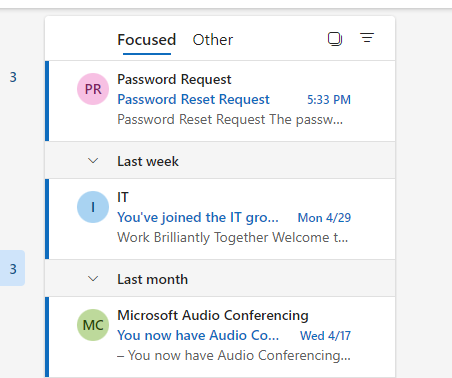 Focused Other
3
PR
Password Request
Password Reset Request 5:33 PM
Password Reset Request The passw...
Last week
I
IT
You've joined the IT gro... Mon 4/29
Work Brilliantly Together Welcome t...
3
Last month
MC
Microsoft Audio Conferencing
You now have Audio Co... Wed 4/17
– You now have Audio Conferencing...